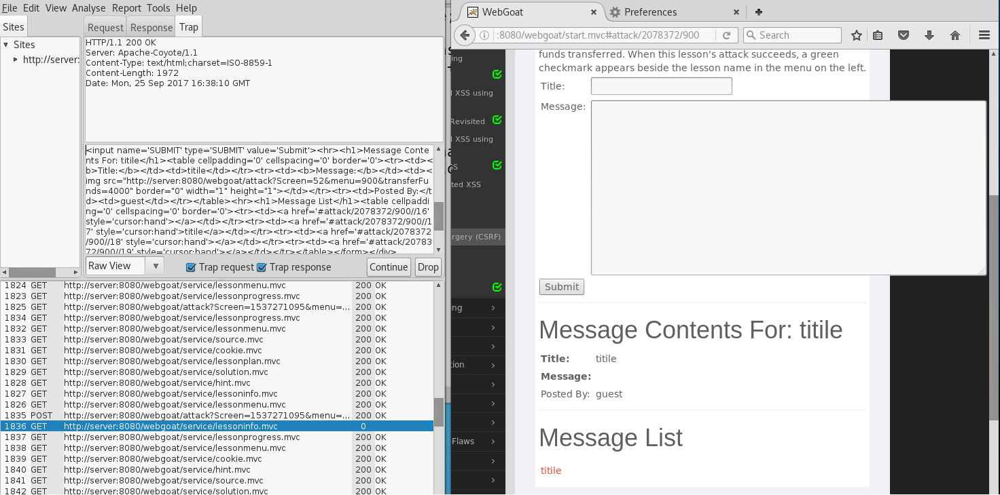 File Edit View Analyse Report Tools Help
Sites
Request Response Trap
Sites
http://server:
HTTP/1.1 200 OK
Server: Apache-Coyote/1.1
Content-Type: text/html;charset=ISO-8859-1
Content-Length: 1972
Date: Mon, 25 Sep 2017 16:38:10 GMT
<input name='SUBMIT' type='SUBMIT' value='Submit'><hr><h1>Message Conte
nts For: titile</h1><table cellpadding='0' cellspacing='0' border='0'><tr><td><
b>Title:</b></td><td>titile</td></tr><tr><td><b>Message:</b></td><td><
img src="http://server:8080/webgoat/attack?Screen=52&menu=900&transferFu
nds=4000" border="0" width="1" height="1"></td></tr><tr><td>Posted By:</t
d><td>guest</td></tr></table><hr><h1>Message List</h1><table cellpaddi
ng='0' cellspacing='0' border='0'><tr><td><a href='#attack/2078372/900//16'
style='cursor:hand'></a></td></tr><tr><td><a href='#attack/2078372/900//1
7' style='cursor:hand'>titile</a></td></tr><tr><td><a href='#attack/2078372
/900//18' style='cursor:hand'></a></td></tr><tr><td><a href='#attack/20783
72/900//19' style='cursor:hand'></a></td></tr></table></form></div>
Raw View
Trap request
Trap response
Continue
Drop
1824 GET http://server:8080/webgoat/service/lessonmenu.mvc 200 OK
1823 GET http://server:8080/webgoat/service/lessonprogress.mvc 200 OK
1825 GET http://server:8080/webgoat/attack?Screen=1537271095&menu=... 200 OK
1834 GET http://server:8080/webgoat/service/lessonprogress.mvc 200 OK
1832 GET http://server:8080/webgoat/service/lessonmenu.mvc 200 OK
1833 GET http://server:8080/webgoat/service/source.mvc 200 OK
1831 GET http://server:8080/webgoat/service/cookie.mvc 200 OK
1830 GET http://server:8080/webgoat/service/lessonplan.mvc 200 OK
1829 GET http://server:8080/webgoat/service/solution.mvc 200 OK
1828 GET http://server:8080/webgoat/service/hint.mvc 200 OK
1827 GET http://server:8080/webgoat/service/lessoninfo.mvc 200 OK
1826 GET http://server:8080/webgoat/service/lessonmenu.mvc 200 OK
1835 POST http://server:8080/webgoat/attack?Screen=1537271095&menu=... 200 OK
1836 GET http://server:8080/webgoat/service/lessoninfo.mvc 0
1837 GET http://server:8080/webgoat/service/lessonprogress.mvc 200 OK
1838 GET http://server:8080/webgoat/service/lessonmenu.mvc 200 OK
1839 GET http://server:8080/webgoat/service/cookie.mvc 200 OK
1840 GET http://server:8080/webgoat/service/hint.mvc 200 OK
1841 GET http://server:8080/webgoat/service/source.mvc 200 OK
1842 GET http://server:8080/webgoat/service/solution.mvc 200 OK
WebGoat
Preferences
:8080/webgoat/start.mvc#attack/2078372/900
Search
ing
XSS using
Revisited
XSS using
ted XSS
rgery (CSRF)
ng
tion
Flaws
funds transferred. When this lesson's attack succeeds, a green
checkmark appears beside the lesson name in the menu on the left.
Title:
Message:
Submit
Message Contents For: titile
Title: titile
Message:
Posted By: guest
Message List
titile